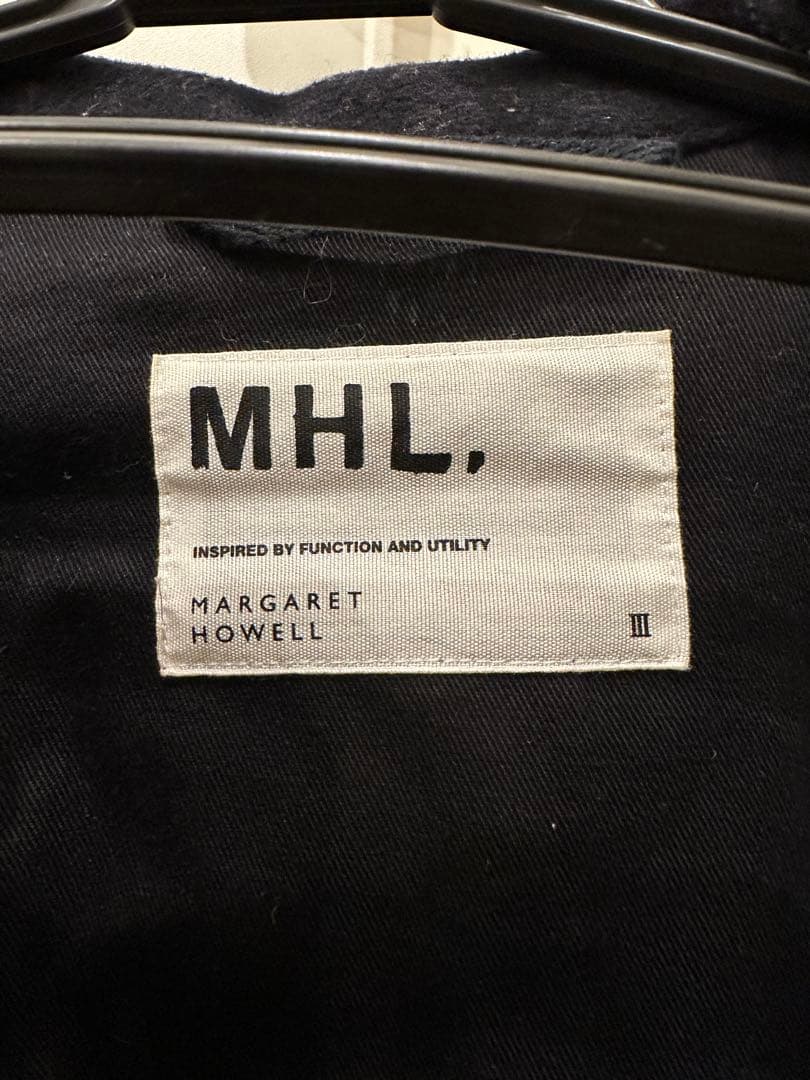 MHL.
INSPIRED BY FUNCTION AND UTILITY
MARGARET
HOWELL
III